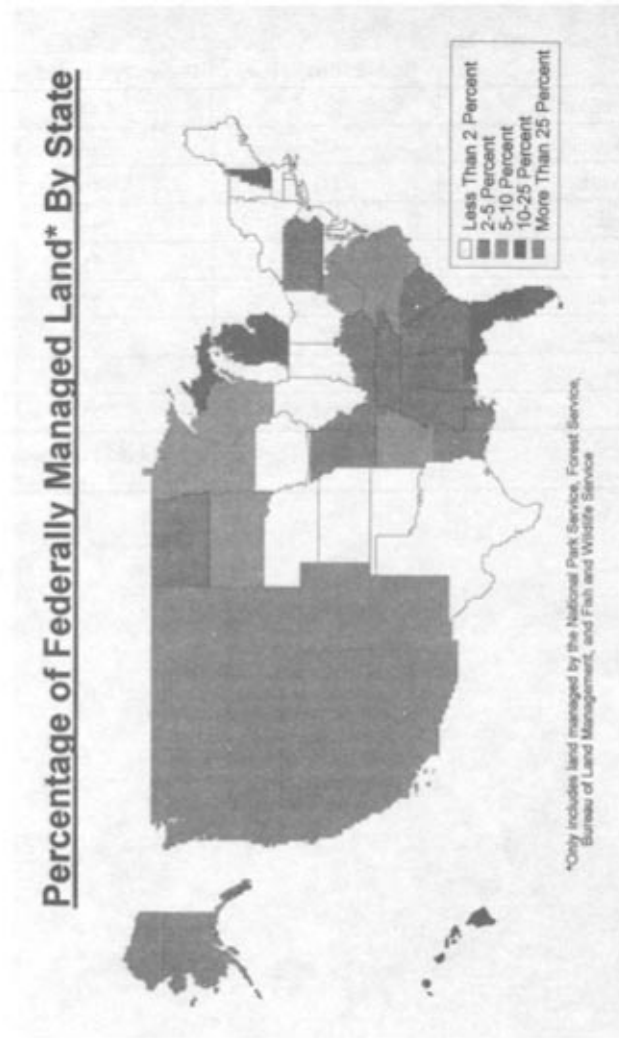 Percentage of Federally Managed Land* By State
Less Than 2 Percent
2-5 Percent
5-10 Percent
10-25 Percent
More Than 25 Percent
*Only includes land managed by the National Park Service, Forest Service,
Bureau of Land Management, and Fish and Wildlife Service